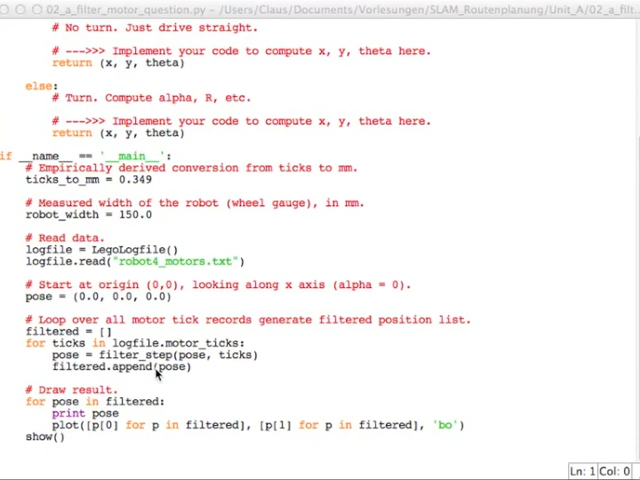 02_a_filter_motor_question.py – /Users/Claus/Documents/Vorlesungen/SLAM_Routenplanung/Unit_A/02_a_filt...
# No turn. Just drive straight.
# --->>> Implement your code to compute x, y, theta here.
return (x, y, theta)
else:
# Turn. Compute alpha, R, etc.
# --->>> Implement your code to compute x, y, theta here.
return (x, y, theta)
if __name__ == '__main__':
# Empirically derived conversion from ticks to mm.
ticks_to_mm = 0.349
# Measured width of the robot (wheel gauge), in mm.
robot_width = 150.0
# Read data.
logfile = LegoLogfile()
logfile.read("robot4_motors.txt")
# Start at origin (0,0), looking along x axis (alpha = 0).
pose = (0.0, 0.0, 0.0)
# Loop over all motor tick records generate filtered position list.
filtered = []
for ticks in logfile.motor_ticks:
pose = filter_step(pose, ticks)
filtered.append(pose)
# Draw result.
for pose in filtered:
print pose
plot([p[0] for p in filtered], [p[1] for p in filtered], 'bo')
show()
Ln: 1 Col: 0